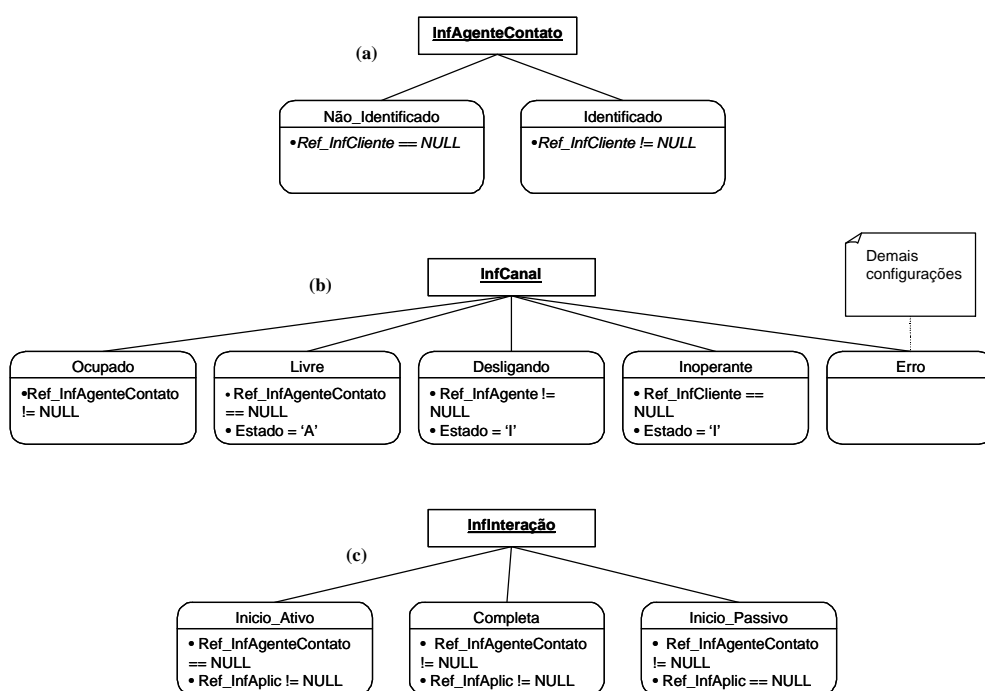 InfAgenteContato
(a)
Não_Identificado
•Ref_InfCliente == NULL
Identificado
•Ref_InfCliente != NULL
Demais
configurações
InfCanal
(b)
Ocupado
•Ref_InfAgenteContato
!= NULL
Livre
• Ref_InfAgenteContato
== NULL
• Estado = ‘A’
Desligando
• Ref_InfAgente !=
NULL
• Estado = ‘I’
Inoperante
• Ref_InfCliente ==
NULL
• Estado = ‘I’
Erro
InfInteração
(c)
Inicio_Ativo
• Ref_InfAgenteContato
== NULL
• Ref_InfAplic != NULL
Completa
• Ref_InfAgenteContato
!= NULL
• Ref_InfAplic != NULL
Inicio_Passivo
• Ref_InfAgenteContato
!= NULL
• Ref_InfAplic == NULL